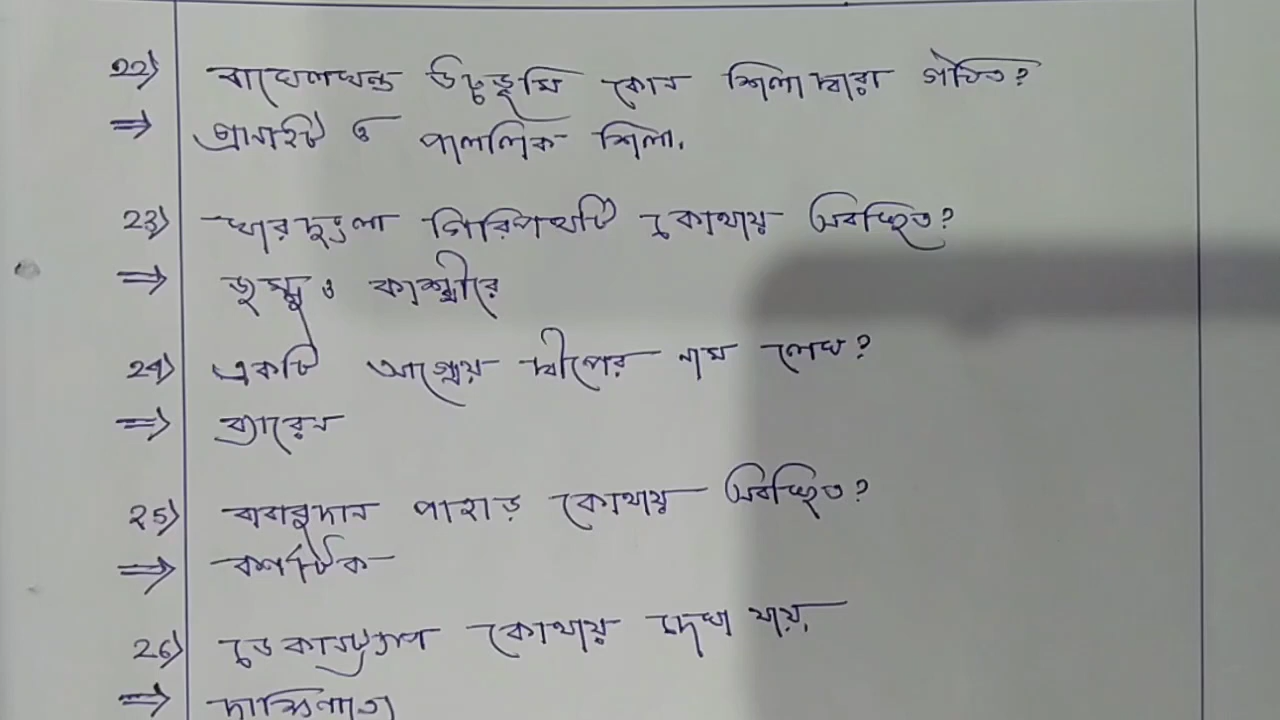 22) বাঘেলখন্ড উচ্চভূমি কোন শিলা দ্বারা গঠিত?
⇒ গ্রানাইট ও পাললিক শিলা.
23) খারদুংলা গিরিপথটি কোথায় অবস্থিত?
⇒ জম্মু ও কাশ্মীরে
24) একটি আগ্নেয় দ্বীপের নাম লেখ?
⇒ ব্যারেন
25) বাবাবুদান পাহাড় কোথায় অবস্থিত?
⇒ কর্ণাটক
26) ডেকানট্র্যাপ কোথায় দেখা যায়,
⇒ দাক্ষিণাত্য